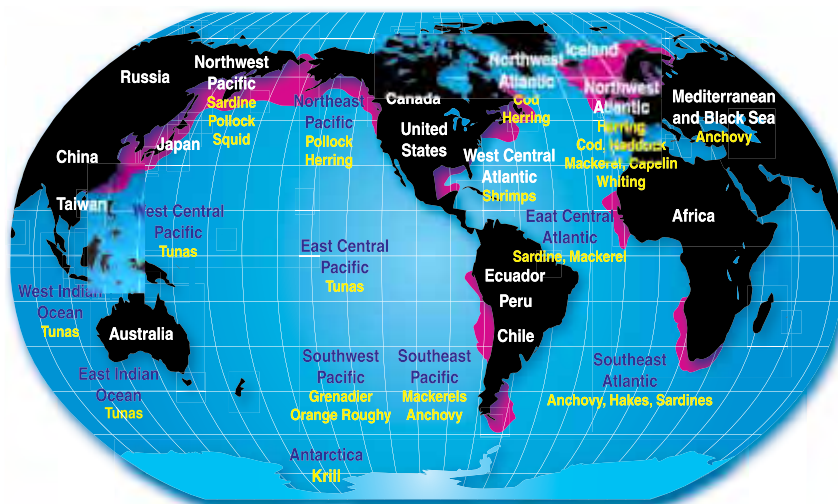 Russia
Northwest
Pacific
Sardine
Pollock
Squid
China
Japan
Taiwan
West Central
Pacific
Tunas
West Indian
Ocean
Tunas
Australia
East Indian
Ocean
Tunas
Northeast
Pacific
Pollock
Herring
East Central
Pacific
Tunas
Southwest
Pacific
Grenadier
Orange Roughy
Southeast
Pacific
Mackerels
Anchovy
Antarctica
Krill
Canada
United
States
Northwest
Atlantic
Cod
Herring
West Central
Atlantic
Shrimps
Iceland
Northwest
Atlantic
Herring
Cod, Haddock
Mackerel, Capelin
Whiting
Mediterranean
and Black Sea
Anchovy
Eaat Central
Atlantic
Sardine, Mackerel
Africa
Ecuador
Peru
Chile
Southeast
Atlantic
Anchovy, Hakes, Sardines